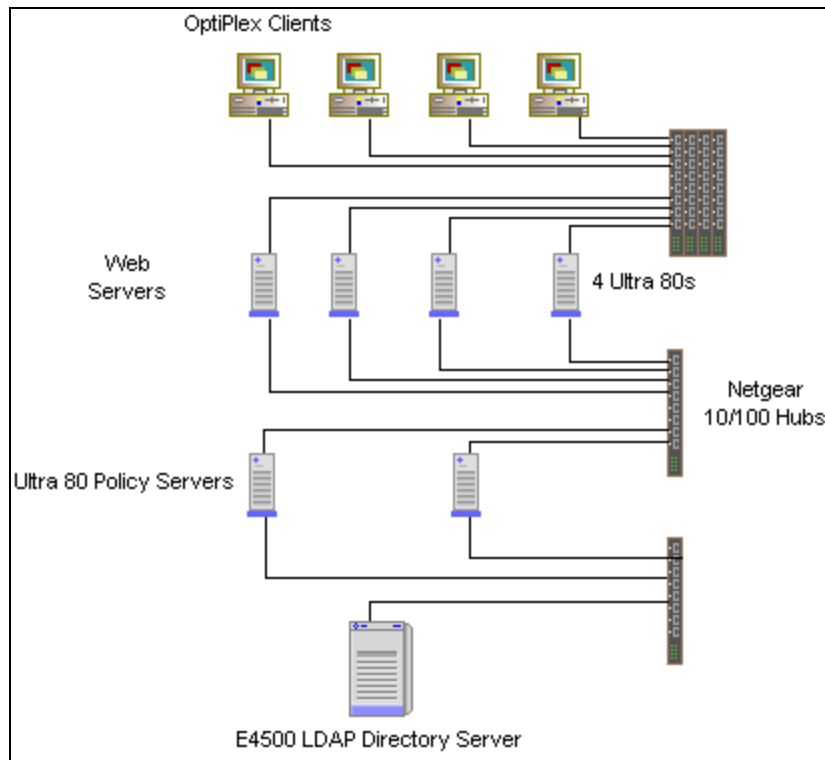 OptiPlex Clients
Web
Servers
4 Ultra 80s
Netgear
10/100 Hubs
Ultra 80 Policy Servers
E4500 LDAP Directory Server